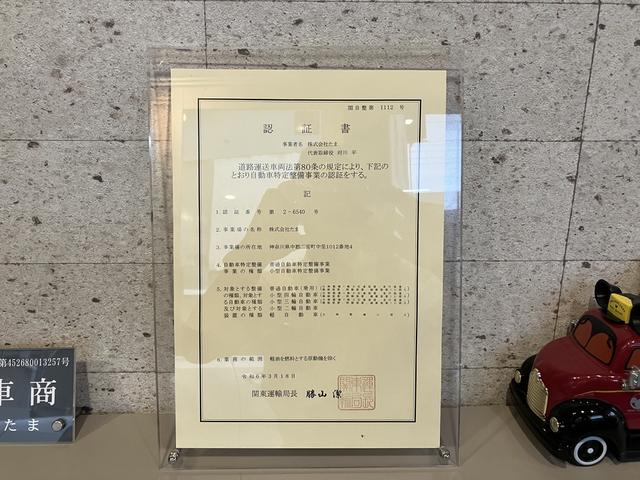 関自整第 1112 号
認証書
事業者名 株式会社たま
代表取締役
道路運送車両法第80条の規定により、下記の
とおり自動車特定整備事業の認証をする。
記
1.認証番号 第 2-6540 号
2.事業場の名称 株式会社たま
3.事業場の所在地 神奈川県中郡二宮町中里1012番地4
4.自動車特定整備 普通自動車特定整備事業
事業の種類 小型自動車特定整備事業
5.対象とする整備 普通自動車(乗用)
の種類、対象とす 小型四輪自動車
る自動車の種類 小型三輪自動車
及び対象とする 小型二輪自動車
装置の種類 軽自動車
6.業務の範囲 軽油を燃料とする原動機を除く
令和6年3月18日
関東運輸局長 勝山 潔
第452680013257号
車商
たま